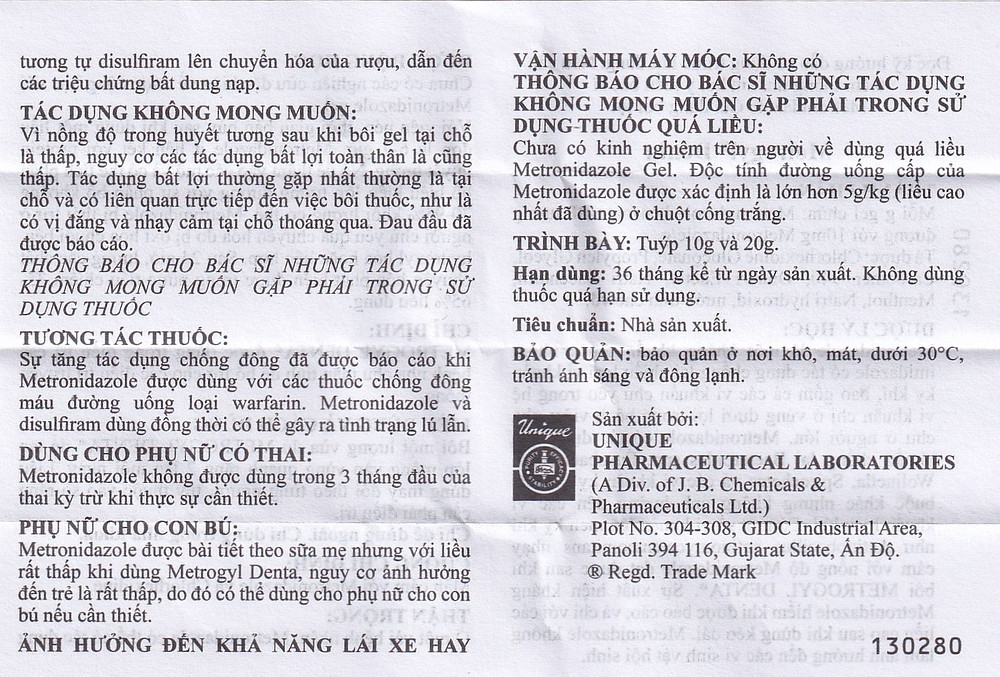 tương tự disulfiram lên chuyển hóa của rượu, dẫn đến
các triệu chứng bất dung nạp.
TÁC DỤNG KHÔNG MONG MUỐN:
Vì nồng độ trong huyết tương sau khi bôi gel tại chỗ
là thấp, nguy cơ các tác dụng bất lợi toàn thân là cũng
thấp. Tác dụng bất lợi thường gặp nhất thường là tại
chỗ và có liên quan trực tiếp đến việc bôi thuốc, như là
có vị đắng và nhạy cảm tại chỗ thoáng qua. Đau đầu đã
được báo cáo.
THÔNG BÁO CHO BÁC SĨ NHỮNG TÁC DỤNG
KHÔNG MONG MUỐN GẶP PHẢI TRONG SỬ
DỤNG THUỐC
TƯƠNG TÁC THUỐC:
Sự tăng tác dụng chống đông đã được báo cáo khi
Metronidazole được dùng với các thuốc chống đông
máu đường uống loại warfarin. Metronidazole và
disulfiram dùng đồng thời có thể gây ra tình trạng lú lẫn.
DÙNG CHO PHỤ NỮ CÓ THAI:
Metronidazole không được dùng trong 3 tháng đầu của
thai kỳ trừ khi thực sự cần thiết.
PHỤ NỮ CHO CON BÚ:
Metronidazole được bài tiết theo sữa mẹ nhưng với liều
rất thấp khi dùng Metrogyl Denta, nguy cơ ảnh hưởng
đến trẻ là rất thấp, do đó có thể dùng cho phụ nữ cho con
bú nếu cần thiết.
ẢNH HƯỞNG ĐẾN KHẢ NĂNG LÁI XE HAY
VẬN HÀNH MÁY MÓC: Không có
THÔNG BÁO CHO BÁC SĨ NHỮNG TÁC DỤNG
KHÔNG MONG MUỐN GẶP PHẢI TRONG SỬ
DỤNG-THUỐC QUÁ LIỀU:
Chưa có kinh nghiệm trên người về dùng quá liều
Metronidazole Gel. Độc tính đường uống cấp của
Metronidazole được xác định là lớn hơn 5g/kg (liều cao
nhất đã dùng) ở chuột cống trắng.
TRÌNH BÀY: Tuýp 10g và 20g.
Hạn dùng: 36 tháng kể từ ngày sản xuất. Không dùng
thuốc quá hạn sử dụng.
Tiêu chuẩn: Nhà sản xuất.
BẢO QUẢN: bảo quản ở nơi khô, mát, dưới 30°C,
tránh ánh sáng và đông lạnh.
Unique
PURITY EFFICACY
STABILITY
Sản xuất bởi:
UNIQUE
PHARMACEUTICAL LABORATORIES
(A Div. of J. B. Chemicals &
Pharmaceuticals Ltd.)
Plot No. 304-308, GIDC Industrial Area,
Panoli 394 116, Gujarat State, Ấn Độ.
® Regd. Trade Mark
130280